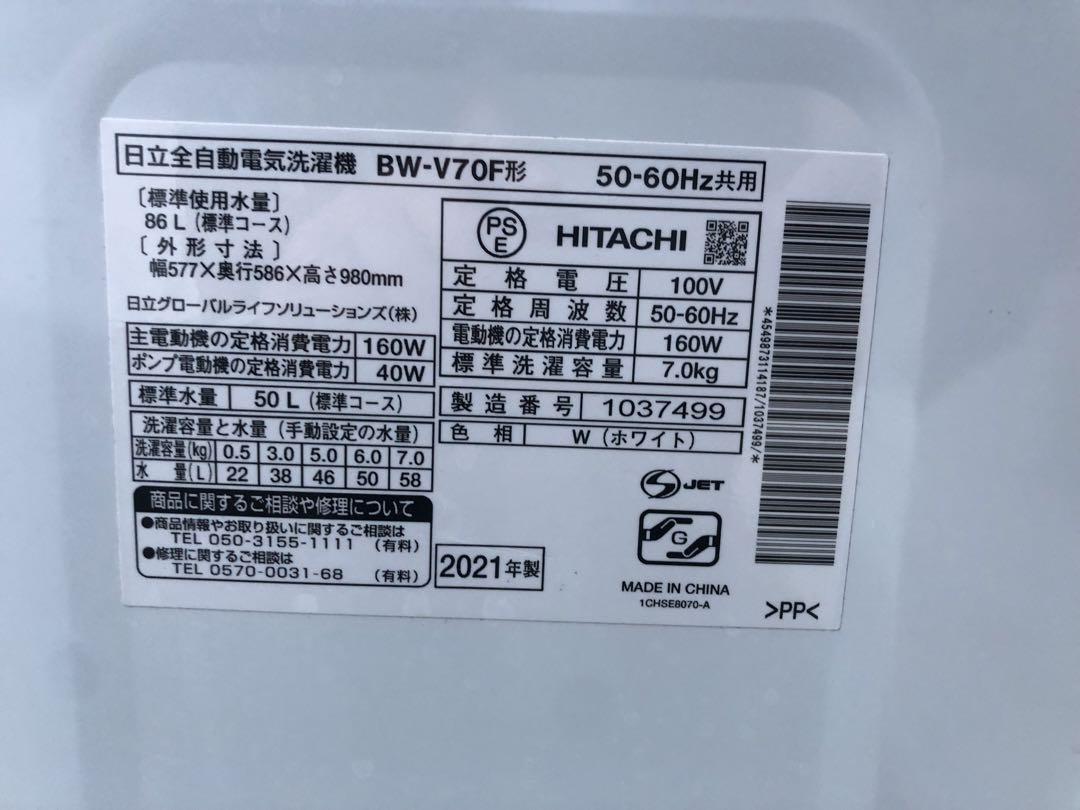 日立全自動電気洗濯機 BW-V70F形 50-60Hz共用
〔標準使用水量〕
86 L (標準コース)
〔外形寸法〕
幅577×奥行586×高さ980mm
日立グローバルライフソリューションズ(株)
主電動機の定格消費電力 160W
ポンプ電動機の定格消費電力 40W
標準水量 50 L (標準コース)
洗濯容量と水量 (手動設定の水量)
洗濯容量(kg) 0.5 3.0 5.0 6.0 7.0
水量(L) 22 38 46 50 58
商品に関するご相談や修理について
●商品情報やお取り扱いに関するご相談は
TEL 050-3155-1111 (有料)
●修理に関するご相談は
TEL 0570-0031-68 (有料)
2021年製
PS
E
HITACHI
定格電圧 100V
定格周波数 50-60Hz
電動機の定格消費電力 160W
標準洗濯容量 7.0kg
製造番号 1037499
色相 W (ホワイト)
S JET
G
MADE IN CHINA
1CHSE8070-A
>PP<
*4549873114187/1037499/*